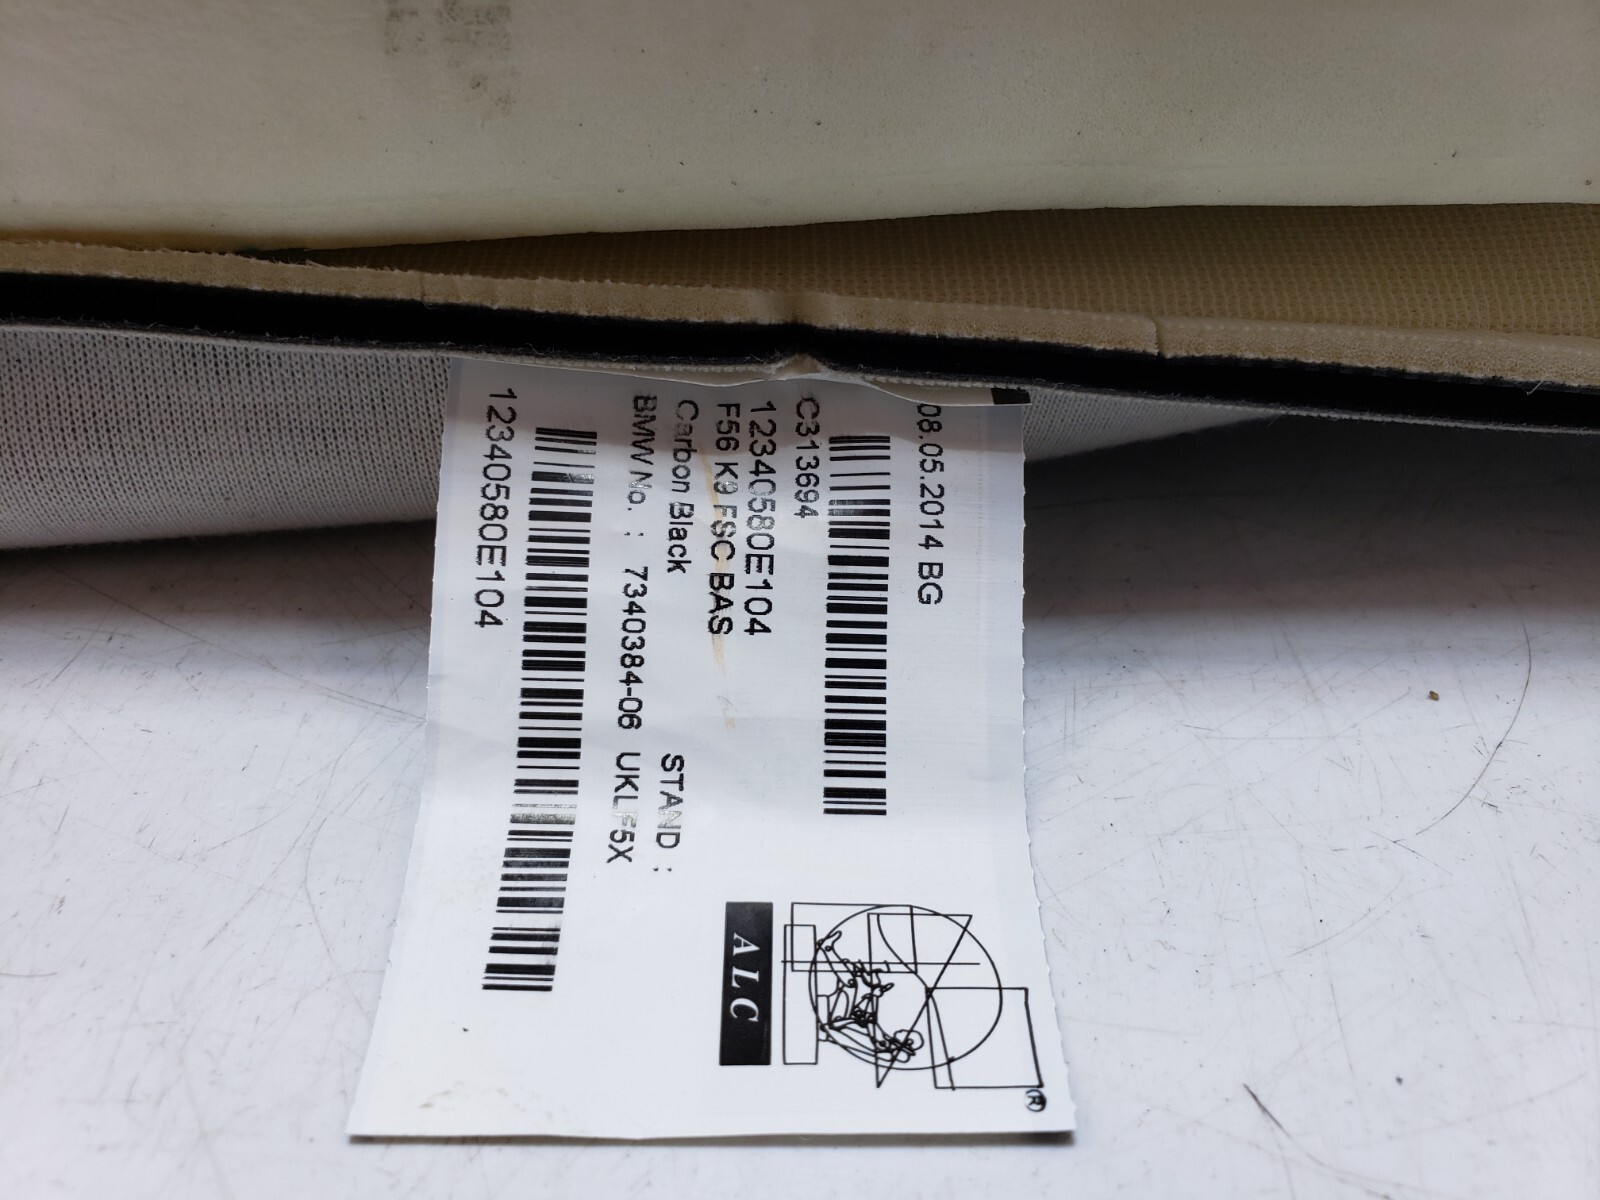 08.05.2014 BG
C313694
12340580E104
F56 K9 FSC BAS
Carbon Black STAND :
BMW No. : 7340384-06 UKLF5X
12340580E104
ALC
®